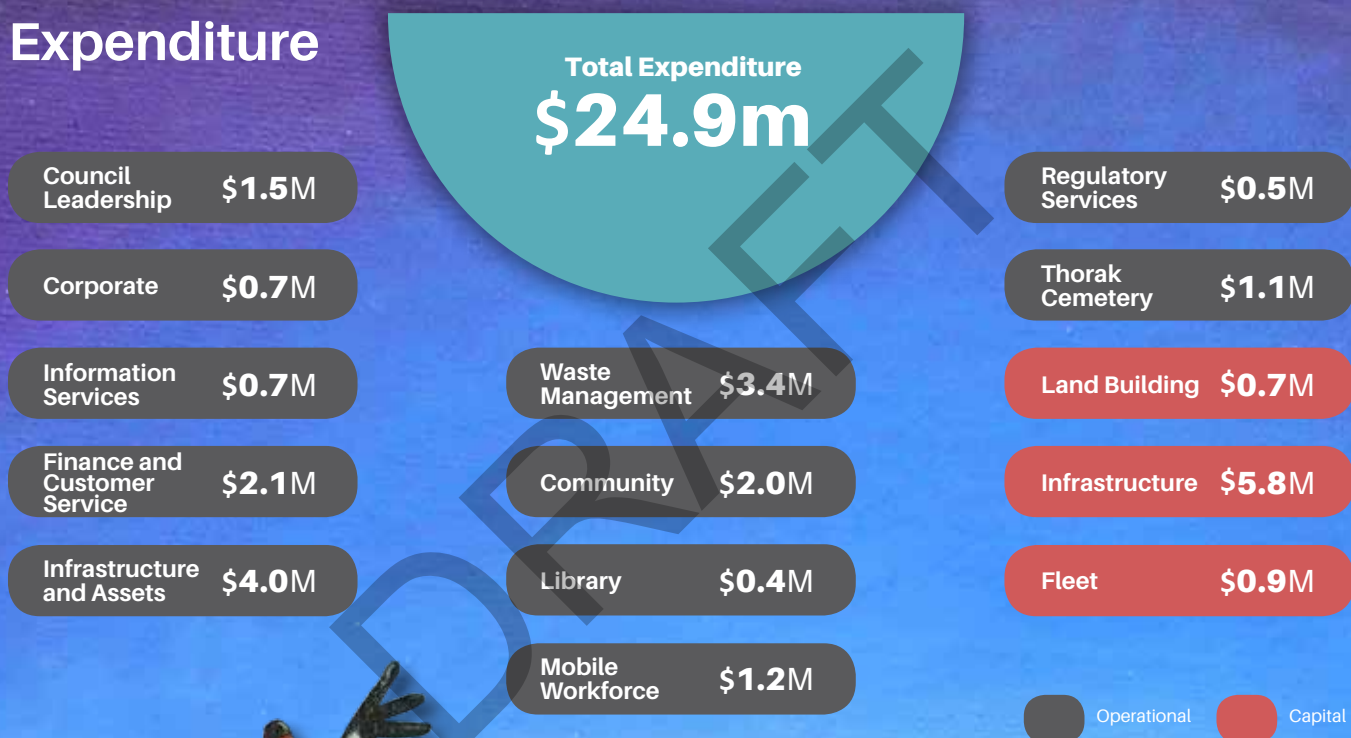 Expenditure
Total Expenditure
$24.9m
Council
Leadership
$1.5M
Corporate $0.7M
Information
Services
$0.7M
Finance and
Customer
Service
$2.1M
Infrastructure
and Assets
$4.0M
Waste
Management
$3.4M
Community $2.0M
Library $0.4M
Mobile
Workforce
$1.2M
Regulatory
Services
$0.5M
Thorak
Cemetery
$1.1M
Land Building $0.7M
Infrastructure $5.8M
Fleet $0.9M
Operational Capital
DRAFT